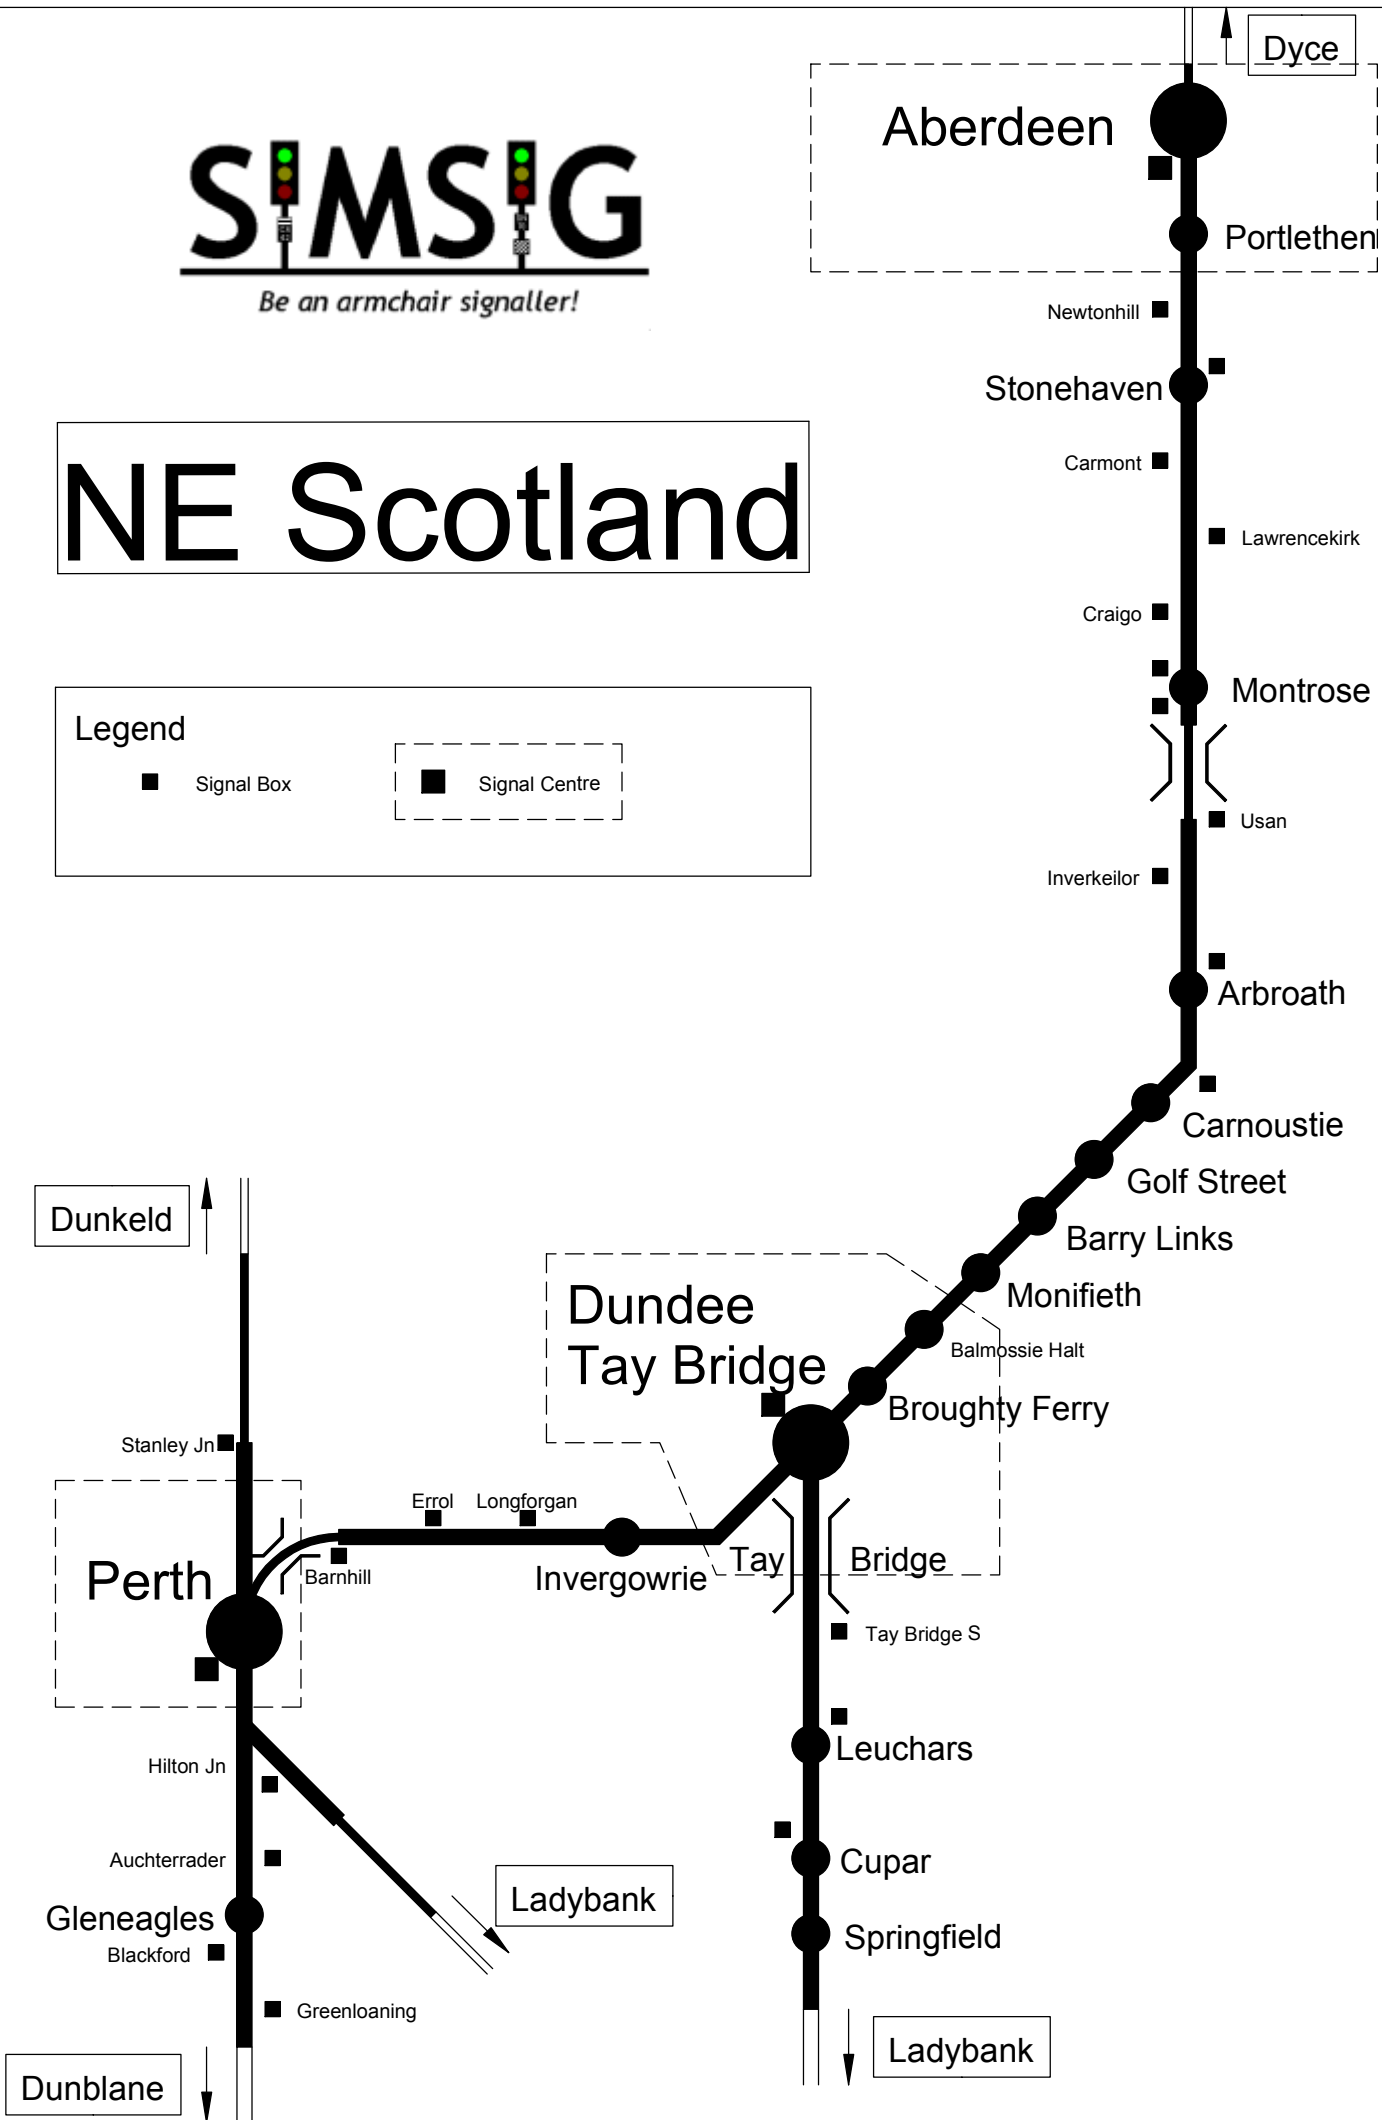 Dyce
Aberdeen
SIMSIG
Be an armchair signaller!
Portlethen
Newtonhill
Stonehaven
NE Scotland
Carmont
Lawrencekirk
Craigo
Montrose
Legend
Signal Box
Signal Centre
Usan
Inverkeilor
Arbroath
Carnoustie
Golf Street
Dunkeld
Barry Links
Monifieth
Dundee
Tay Bridge
Balmossie Halt
Broughty Ferry
Stanley Jn
Errol
Longforgan
Tay Bridge
Perth
Barnhill
Invergowrie
Tay Bridge S
Leuchars
Hilton Jn
Auchterrader
Cupar
Ladybank
Gleneagles
Springfield
Blackford
Greenloaning
Ladybank
Dunblane